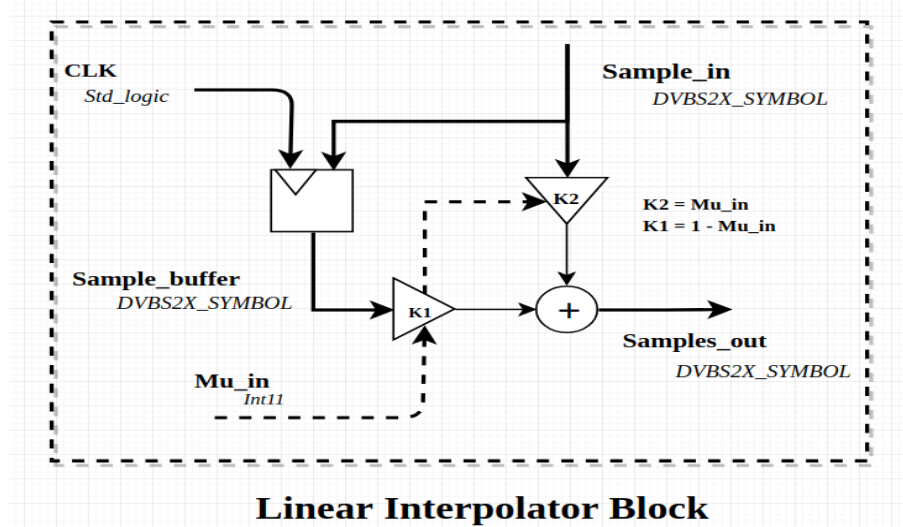 CLK
Std_logic
Sample_in
DVBS2X_SYMBOL
K2
K2 = Mu_in
K1 = 1 - Mu_in
Sample_buffer
DVBS2X_SYMBOL
K1
+
Samples_out
DVBS2X_SYMBOL
Mu_in
Int11
Linear Interpolator Block